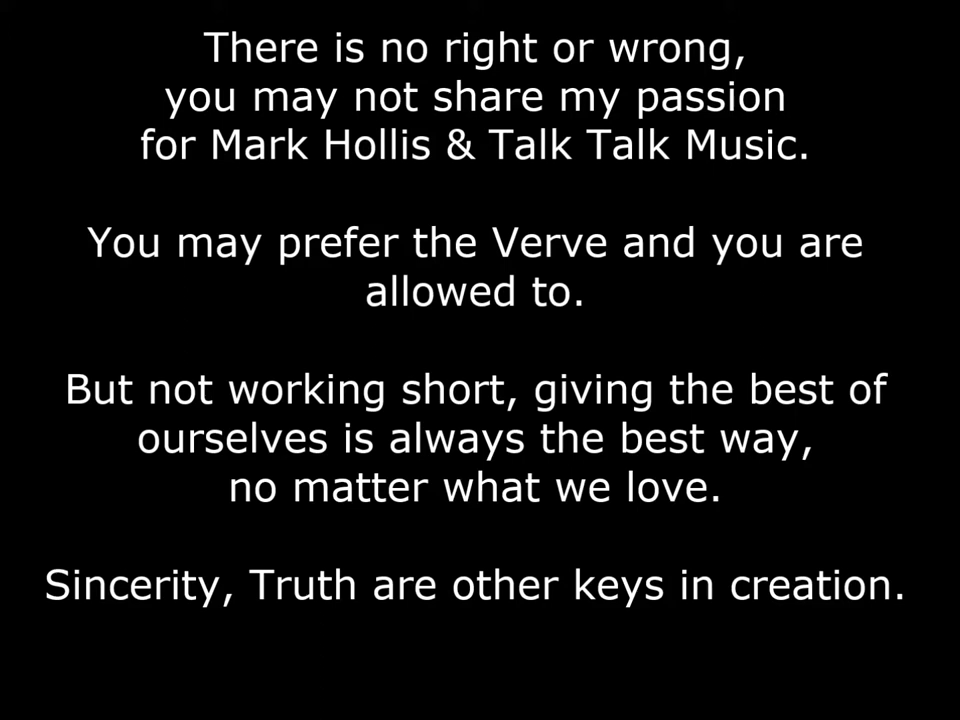 There is no right or wrong,
you may not share my passion
for Mark Hollis & Talk Talk Music.
You may prefer the Verve and you are
allowed to.
But not working short, giving the best of
ourselves is always the best way,
no matter what we love.
Sincerity, Truth are other keys in creation.